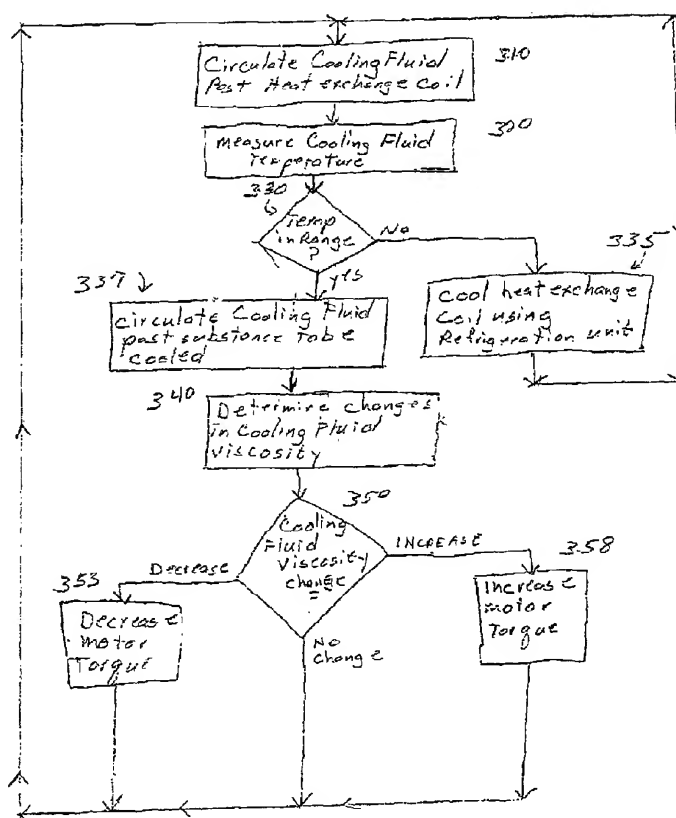 Circulate Cooling Fluid
Past Heat exchange Coil
310
measure Cooling Fluid
Temperature
320
330
Temp
in Range
?
No
yes
335
Cool heat exchange
Coil using
Refrigeration unit
337
Circulate Cooling Fluid
past substance to be
cooled
340
Determine changes
in Cooling Fluid
viscosity
350
Cooling
Fluid
Viscosity
change
Decrease
INCREASE
No
change
353
Decrease
motor
Torque
358
Increase
motor
Torque